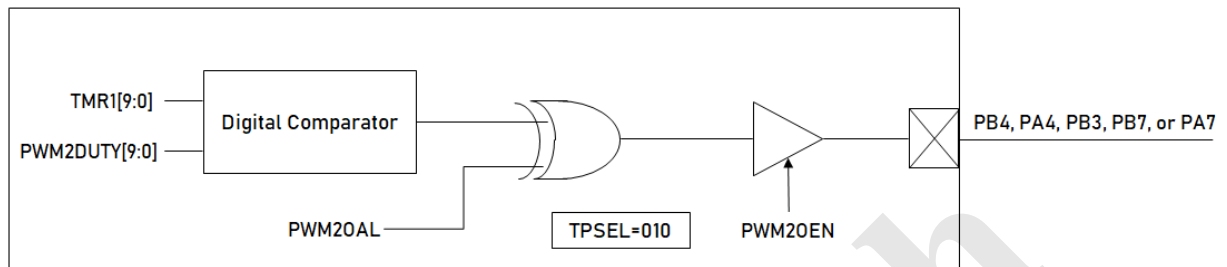 TMR1[9:0]
PWM2DUTY[9:0]
Digital Comparator
PB4, PA4, PB3, PB7, or PA7
PWM2OAL
TPSEL=010
PWM2OEN